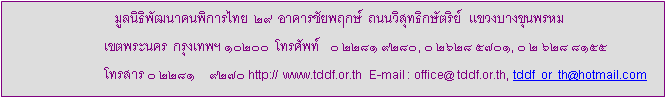 มูลนิธิพัฒนาคนพิการไทย ๒๙ อาคารชัยพฤกษ์ ถนนวิสุทธิกษัตริย์ แขวงบางขุนพรหม
เขตพระนคร กรุงเทพฯ ๑๐๒๐๐ โทรศัพท์ ๐ ๒๒๘๑ ๙๒๘๐, ๐ ๒๖๒๘ ๕๗๐๑, ๐ ๒ ๖๒๘ ๘๑๕๕
โทรสาร ๐ ๒๒๘๑ ๙๒๗๐ http:// www.tddf.or.th E-mail: office@tddf.or.th, tddf_or_th@hotmail.com